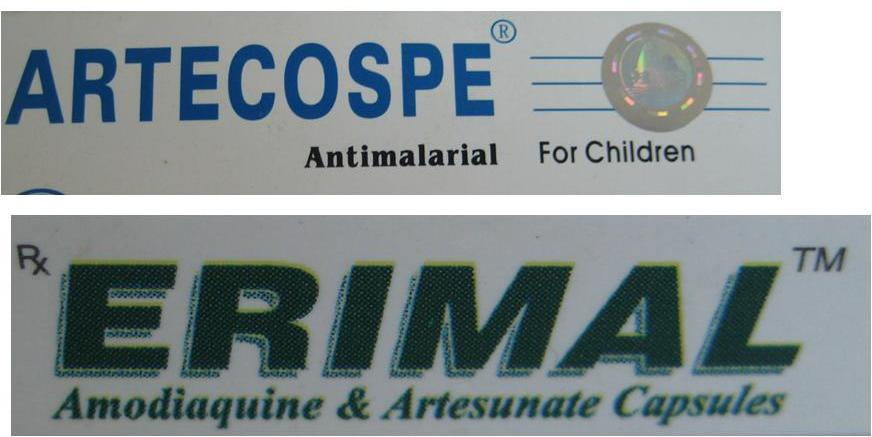 ARTECOSPE®
Antimalarial For Children
Rx ERIMAL™
Amodiaquine & Artesunate Capsules